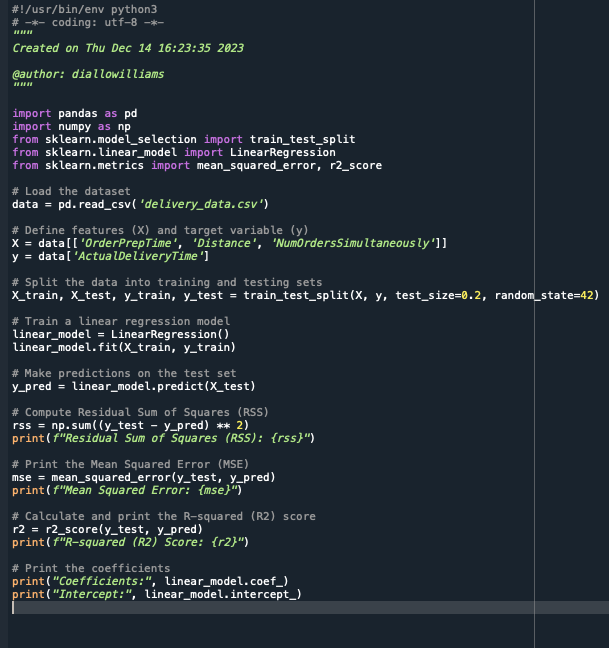 #!/usr/bin/env python3
# -*- coding: utf-8 -*-
"""
Created on Thu Dec 14 16:23:35 2023

@author: diallowilliams
"""

import pandas as pd
import numpy as np
from sklearn.model_selection import train_test_split
from sklearn.linear_model import LinearRegression
from sklearn.metrics import mean_squared_error, r2_score

# Load the dataset
data = pd.read_csv('delivery_data.csv')

# Define features (X) and target variable (y)
X = data[['OrderPrepTime', 'Distance', 'NumOrdersSimultaneously']]
y = data['ActualDeliveryTime']

# Split the data into training and testing sets
X_train, X_test, y_train, y_test = train_test_split(X, y, test_size=0.2, random_state=42)

# Train a linear regression model
linear_model = LinearRegression()
linear_model.fit(X_train, y_train)

# Make predictions on the test set
y_pred = linear_model.predict(X_test)

# Compute Residual Sum of Squares (RSS)
rss = np.sum((y_test - y_pred) ** 2)
print(f"Residual Sum of Squares (RSS): {rss}")

# Print the Mean Squared Error (MSE)
mse = mean_squared_error(y_test, y_pred)
print(f"Mean Squared Error: {mse}")

# Calculate and print the R-squared (R2) score
r2 = r2_score(y_test, y_pred)
print(f"R-squared (R2) Score: {r2}")

# Print the coefficients
print("Coefficients:", linear_model.coef_)
print("Intercept:", linear_model.intercept_)